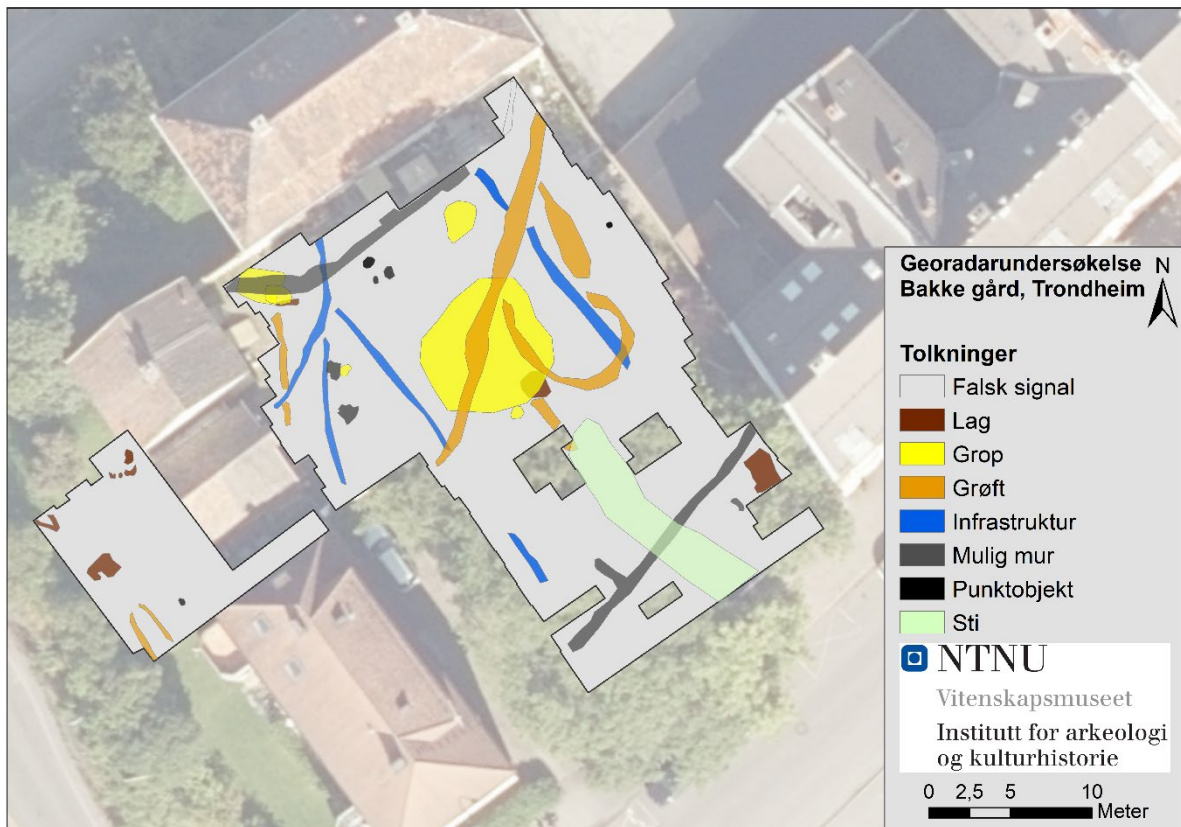 Georadarundersøkelse
Bakke gård, Trondheim
N
Tolkninger
Falsk signal
Lag
Grop
Grøft
Infrastruktur
Mulig mur
Punktobjekt
Sti
NTNU
Vitenskapsmuseet
Institutt for arkeologi
og kulturhistorie
0 2,5 5 10
Meter